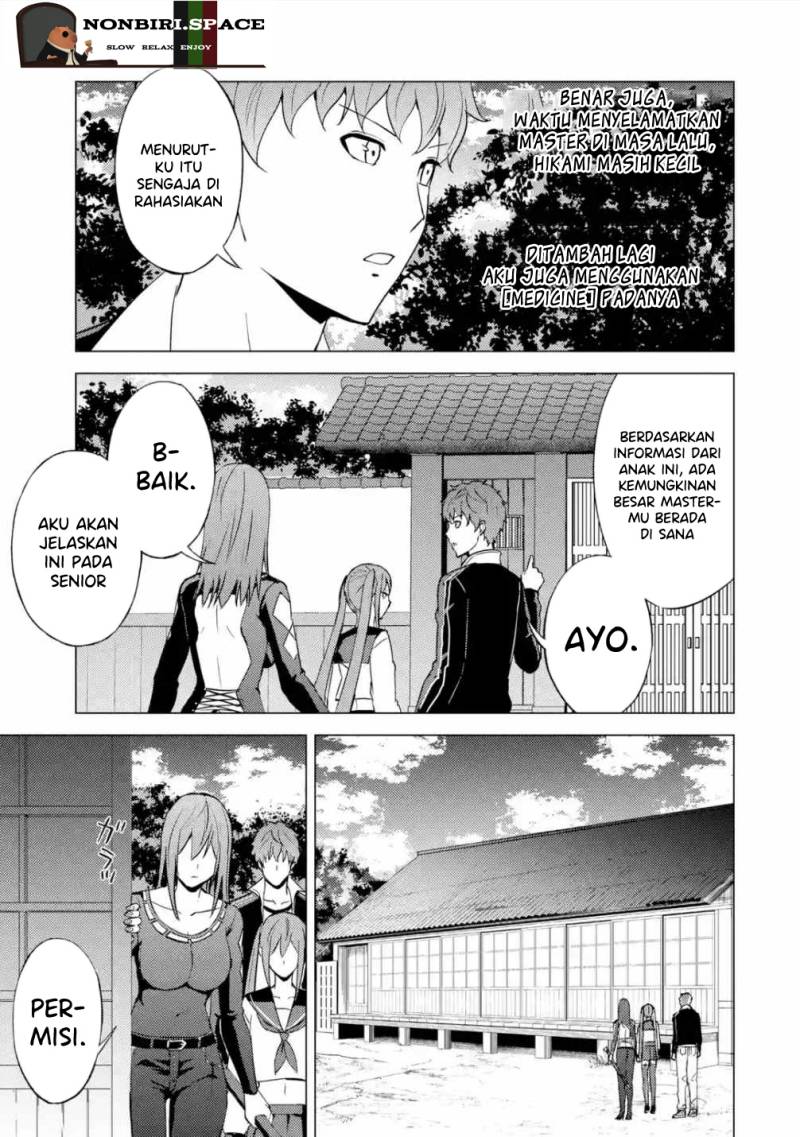 NONBIRI.SPACE
SLOW RELAX ENJOY
BENAR JUGA,
WAKTU MENYELAMATKAN
MASTER DI MASA LALU,
HIKAMI MASIH KECIL
MENURUT-
KU ITU
SENGAJA DI
RAHASIAKAN
DITAMBAH LAGI
AKU JUGA MENGGUNAKAN
[MEDICINE] PADANYA
BERDASARKAN
INFORMASI DARI
ANAK INI, ADA
KEMUNGKINAN
BESAR MASTER-
MU BERADA
DI SANA
AYO.
B-
BAIK.
AKU AKAN
JELASKAN
INI PADA
SENIOR
ガラッ
PER-
MISI.